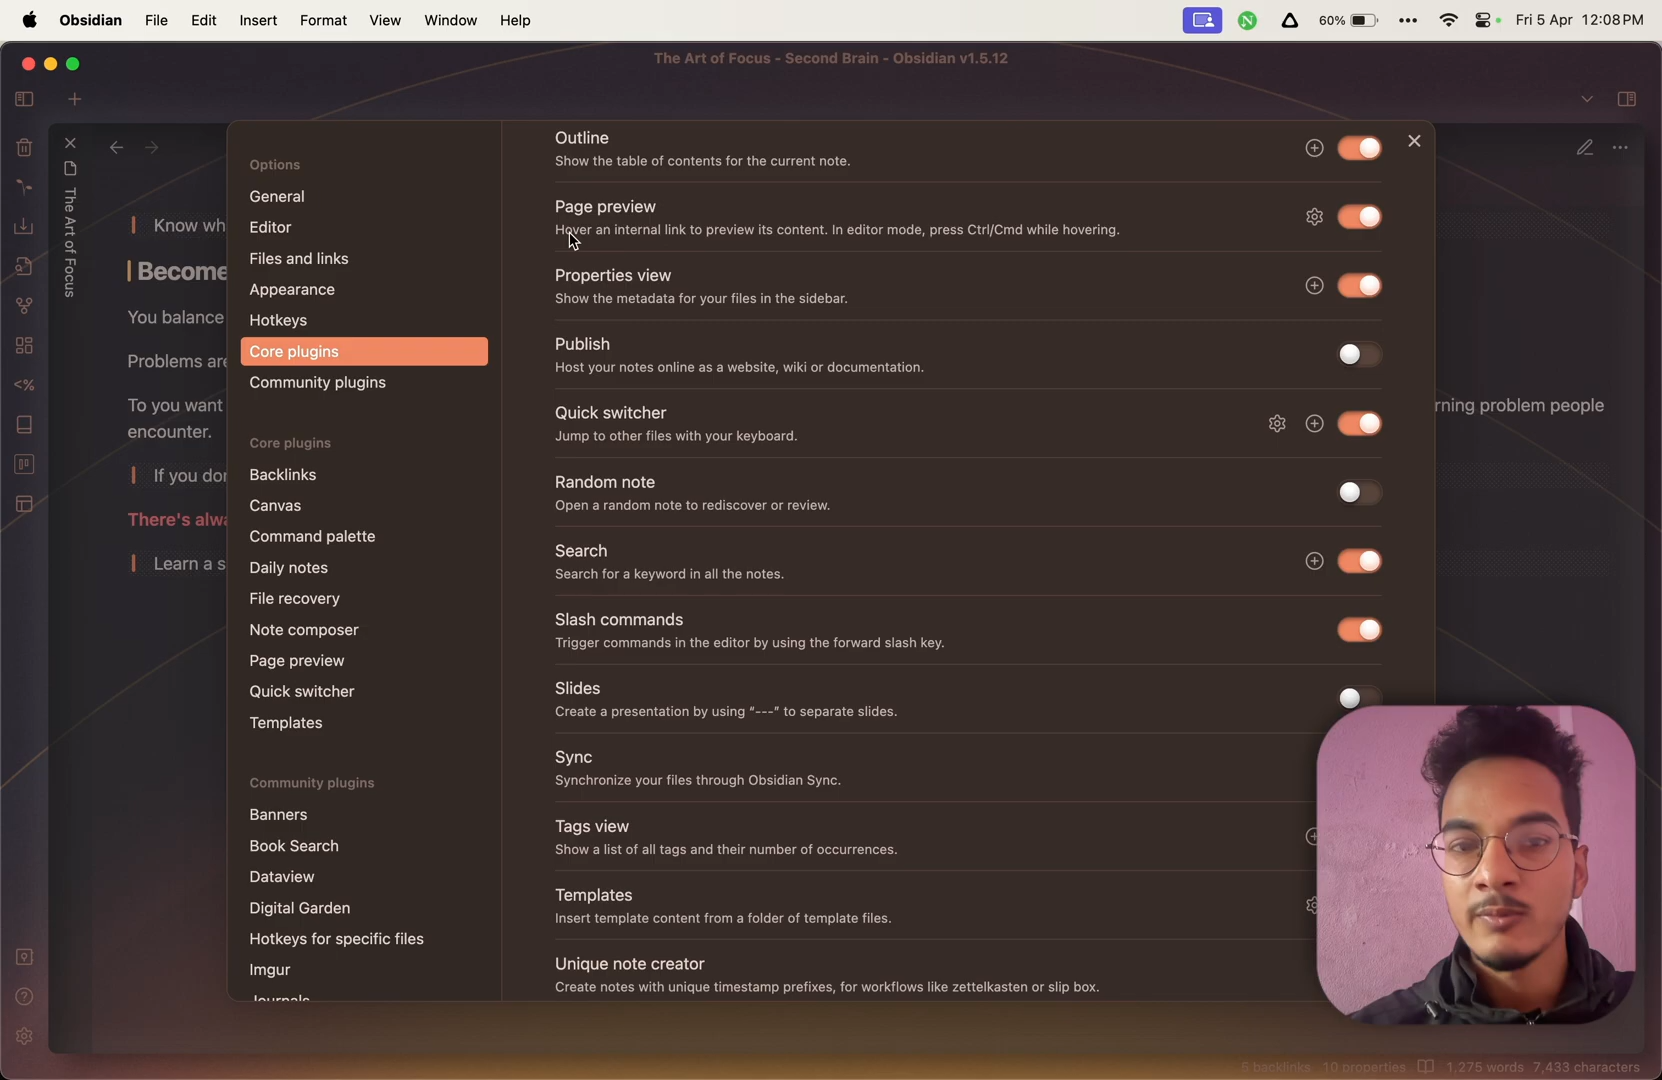 Obsidian File Edit Insert Format View Window Help
60% Fri 5 Apr 12:08 PM
The Art of Focus - Second Brain - Obsidian v1.5.12
The Art of Focus
Know wh
Become
You balance
Problems are
To you want
rning problem people
encounter.
If you don
There's alwa
Learn a s
Options
General
Editor
Files and links
Appearance
Hotkeys
Core plugins
Community plugins
Core plugins
Backlinks
Canvas
Command palette
Daily notes
File recovery
Note composer
Page preview
Quick switcher
Templates
Community plugins
Banners
Book Search
Dataview
Digital Garden
Hotkeys for specific files
Imgur
Journals
Outline
Show the table of contents for the current note.
Page preview
Hover an internal link to preview its content. In editor mode, press Ctrl/Cmd while hovering.
Properties view
Show the metadata for your files in the sidebar.
Publish
Host your notes online as a website, wiki or documentation.
Quick switcher
Jump to other files with your keyboard.
Random note
Open a random note to rediscover or review.
Search
Search for a keyword in all the notes.
Slash commands
Trigger commands in the editor by using the forward slash key.
Slides
Create a presentation by using “---” to separate slides.
Sync
Synchronize your files through Obsidian Sync.
Tags view
Show a list of all tags and their number of occurrences.
Templates
Insert template content from a folder of template files.
Unique note creator
Create notes with unique timestamp prefixes, for workflows like zettelkasten or slip box.
5 backlinks 10 properties 1,275 words 7,433 characters